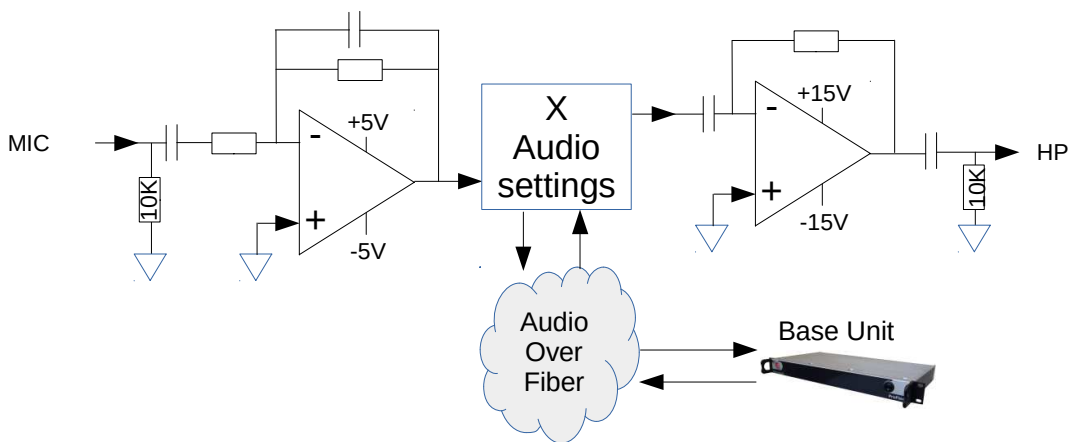 MIC
10K
-
+
+5V
-5V
X
Audio
settings
-
+
+15V
-15V
10K
HP
Audio
Over
Fiber
Base Unit